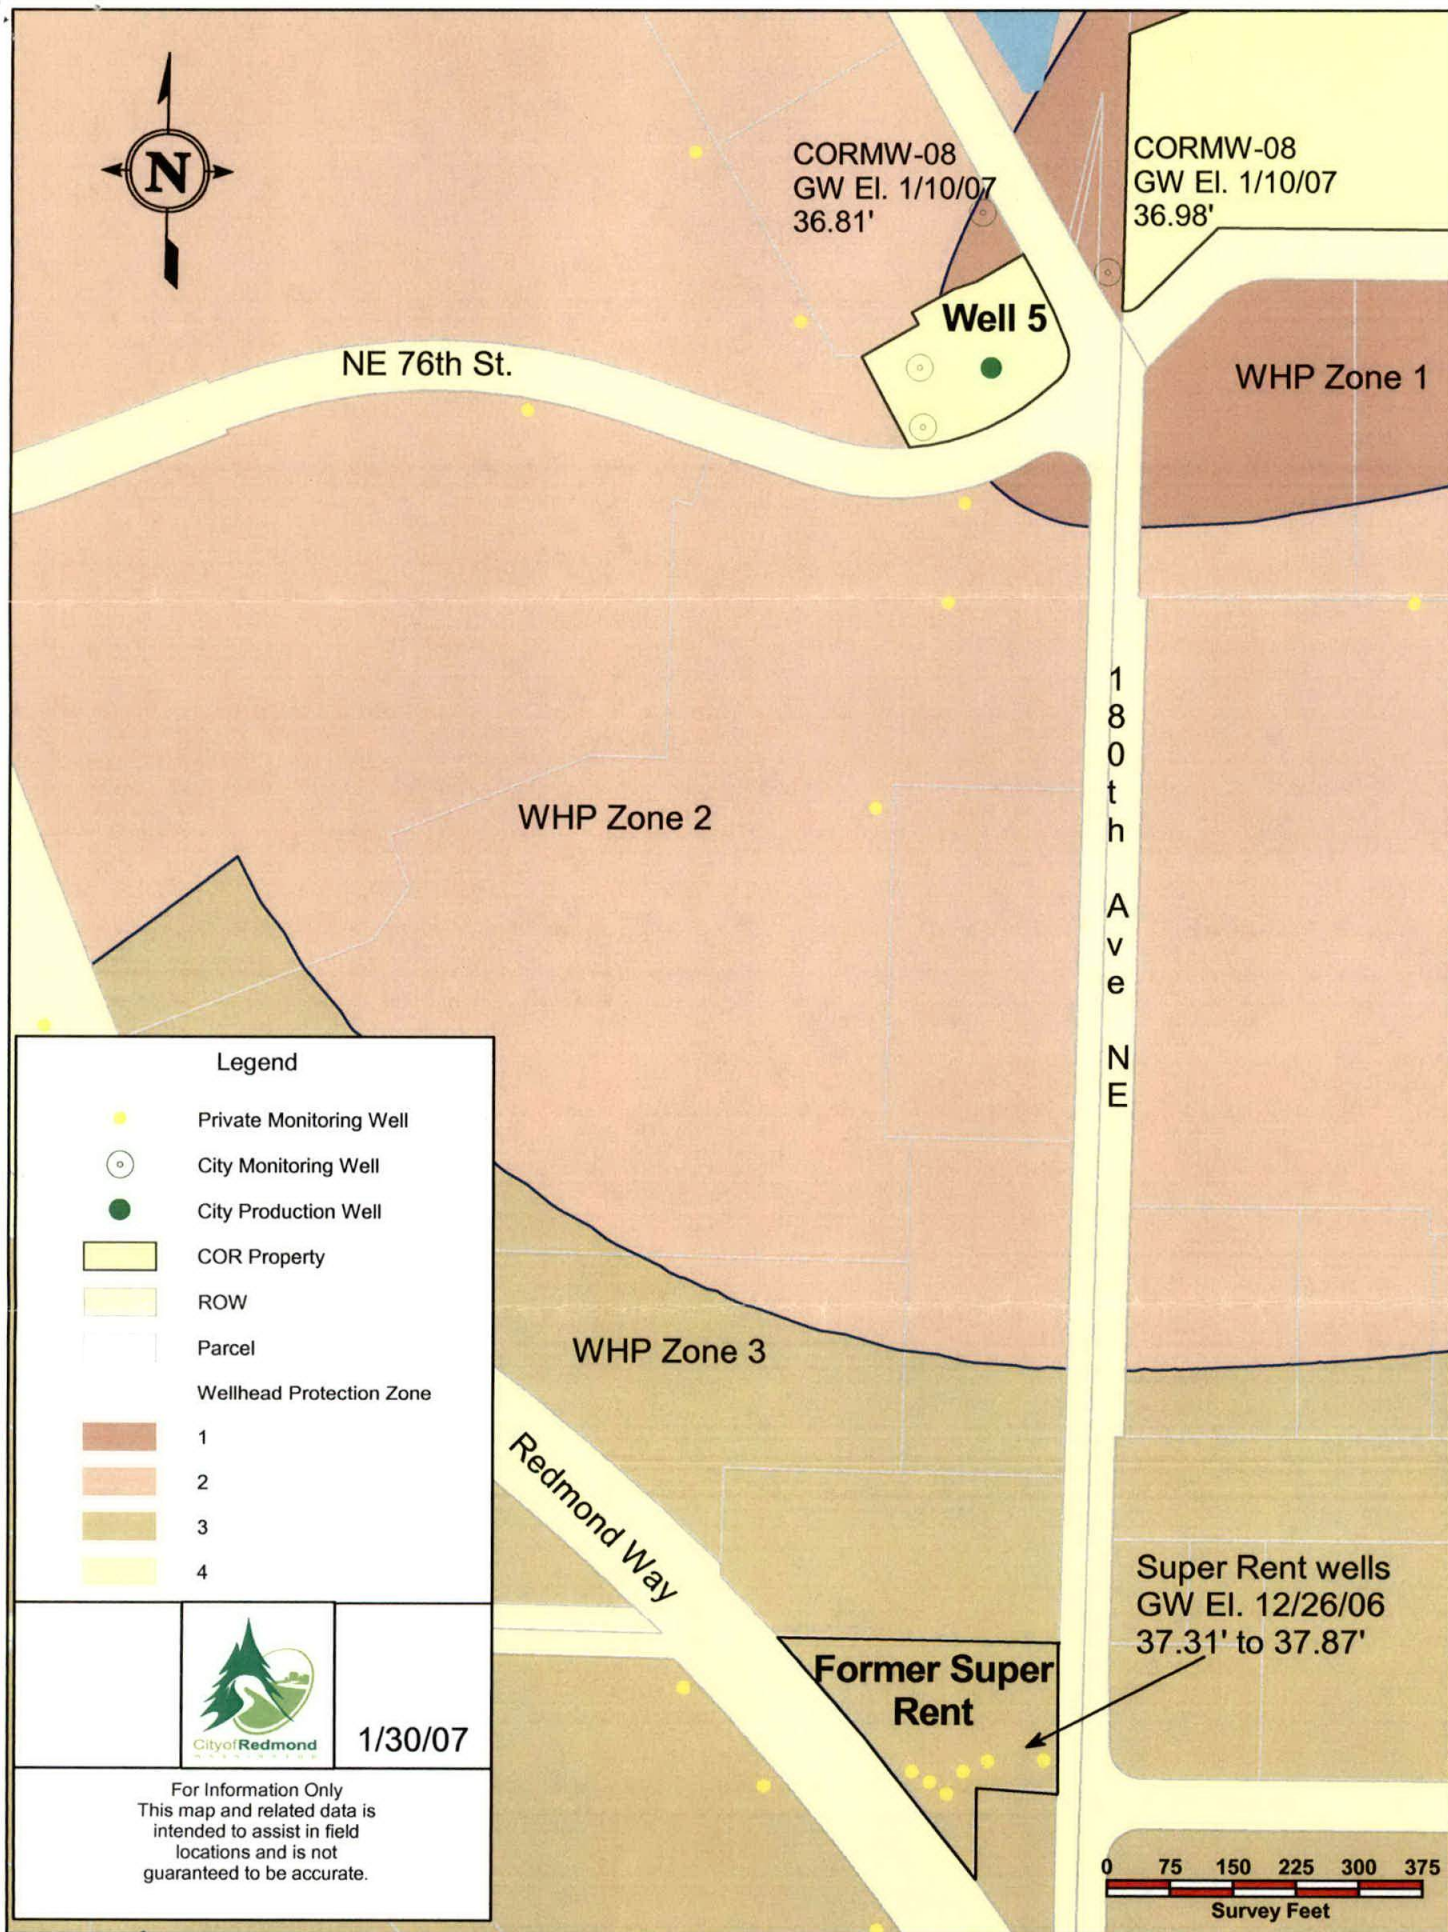 N
CORMW-08
GW El. 1/10/07
36.81'
CORMW-08
GW El. 1/10/07
36.98'
Well 5
NE 76th St.
WHP Zone 1
180th Ave NE
WHP Zone 2
WHP Zone 3
Redmond Way
Super Rent wells
GW El. 12/26/06
37.31' to 37.87'
Former Super
Rent
Legend
Private Monitoring Well
City Monitoring Well
City Production Well
COR Property
ROW
Parcel
Wellhead Protection Zone
1
2
3
4
CityofRedmond
1/30/07
For Information Only
This map and related data is
intended to assist in field
locations and is not
guaranteed to be accurate.
0 75 150 225 300 375
Survey Feet